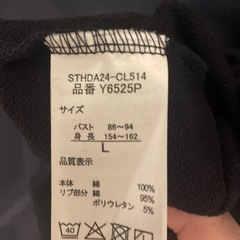 STHDA24-CL514
品番 Y6525P
サイズ
バスト 86~94
身長 154~162
L
品質表示
本体 綿 100%
リブ部分 綿 95%
ポリウレタン 5%
40